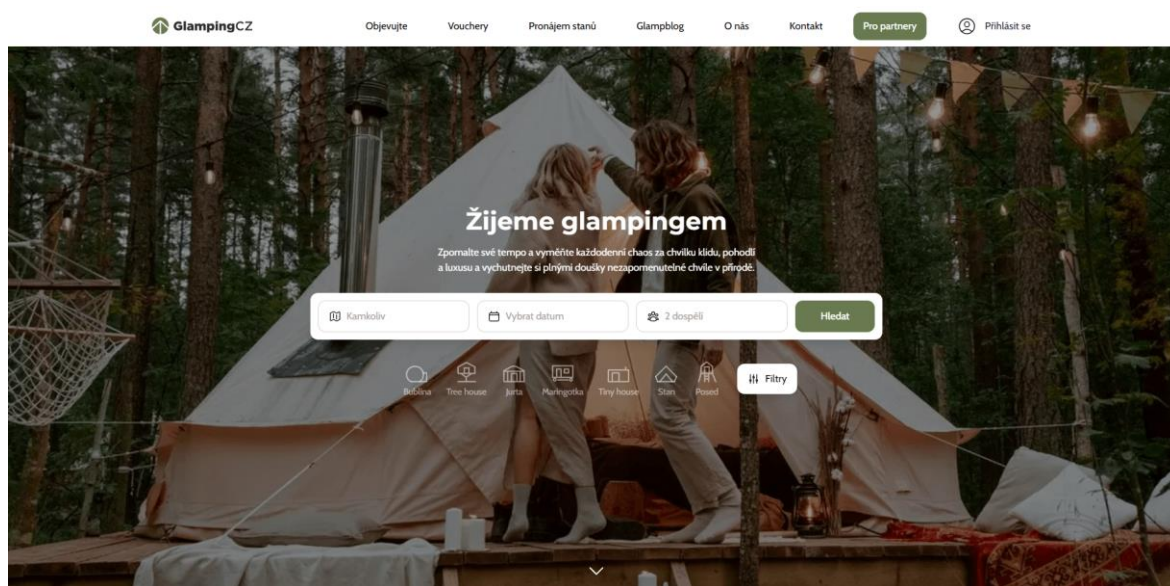 GlampingCZ
Objevujte
Vouchery
Pronájem stanů
Glampblog
O nás
Kontakt
Pro partnery
Přihlásit se
Žijeme glampingem
Zpomalte své tempo a vyměňte každodenní chaos za chvilku klidu, pohodlí
a luxusu a vychutnejte si plnými doušky nezapomenutelné chvíle v přírodě.
Kamkoliv
Vybrat datum
2 dospělí
Hledat
Bublina
Tree house
Jurta
Maringotka
Tiny house
Stan
Posed
Filtry